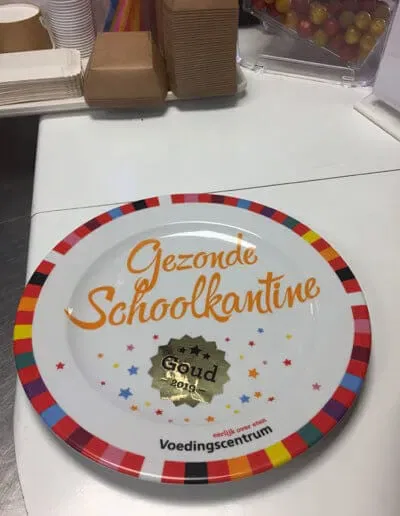 Gezonde
Schoolkantine
Goud
2019
eerlijk over eten
Voedingscentrum